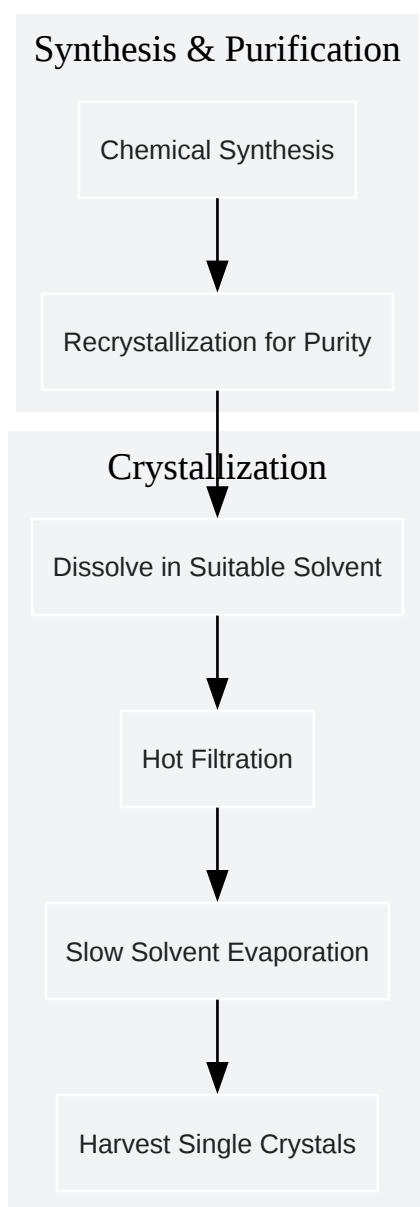 Synthesis & Purification
Chemical Synthesis
Recrystallization for Purity
Crystallization
Dissolve in Suitable Solvent
Hot Filtration
Slow Solvent Evaporation
Harvest Single Crystals